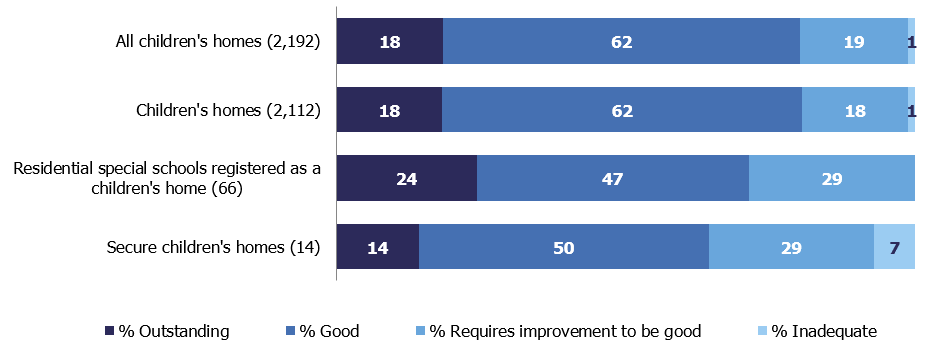 All children's homes (2,192)
18 62 19 1
Children's homes (2,112)
18 62 18 1
Residential special schools registered as a
children's home (66)
24 47 29
Secure children's homes (14)
14 50 29 7
% Outstanding % Good % Requires improvement to be good % Inadequate